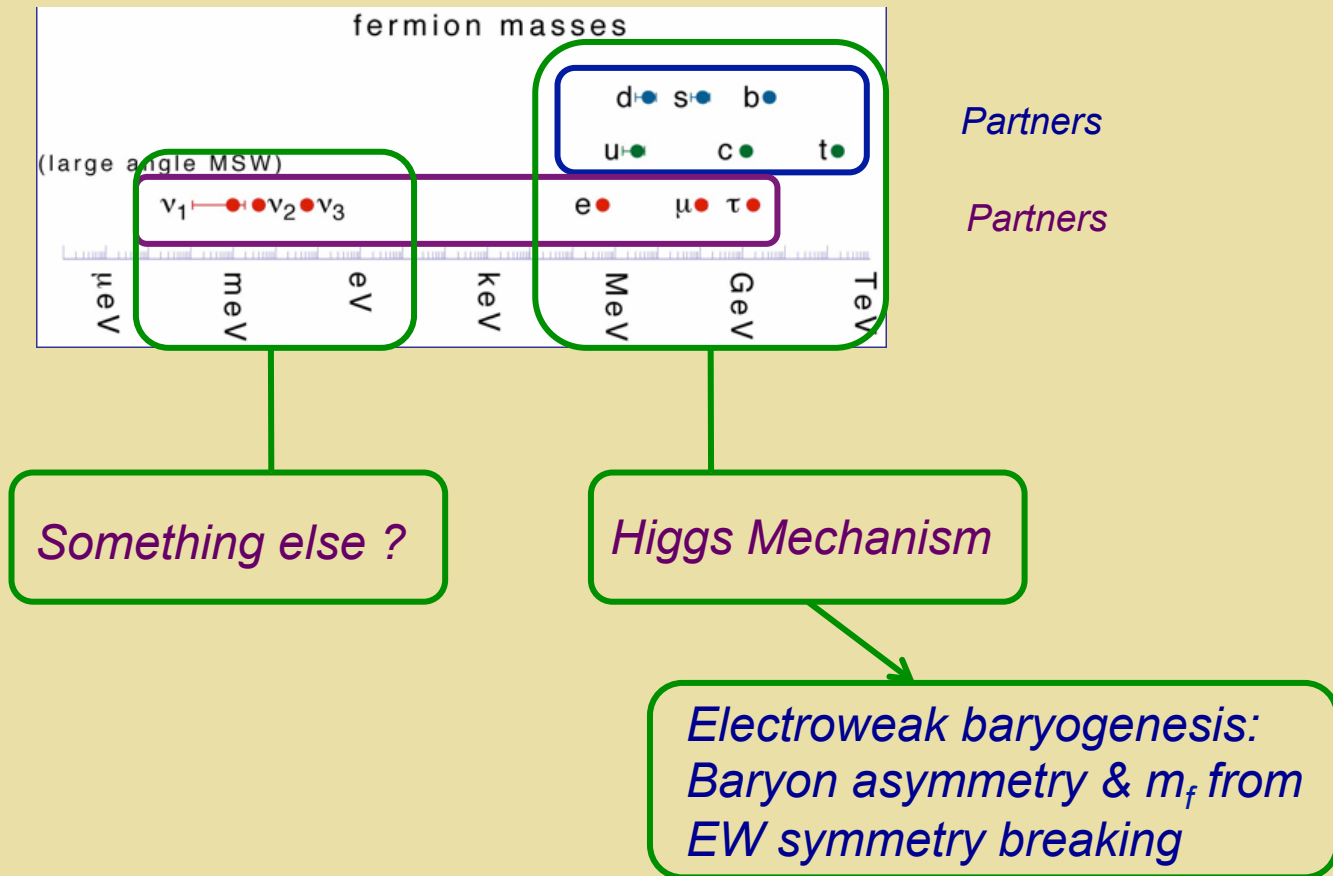 fermion masses
d s b
Partners
u c t
(large angle MSW)
ν₁ ν₂ ν₃ e μ τ
Partners
μeV meV eV keV MeV GeV TeV
Something else ?
Higgs Mechanism
Electroweak baryogenesis:
Baryon asymmetry & m_f from
EW symmetry breaking